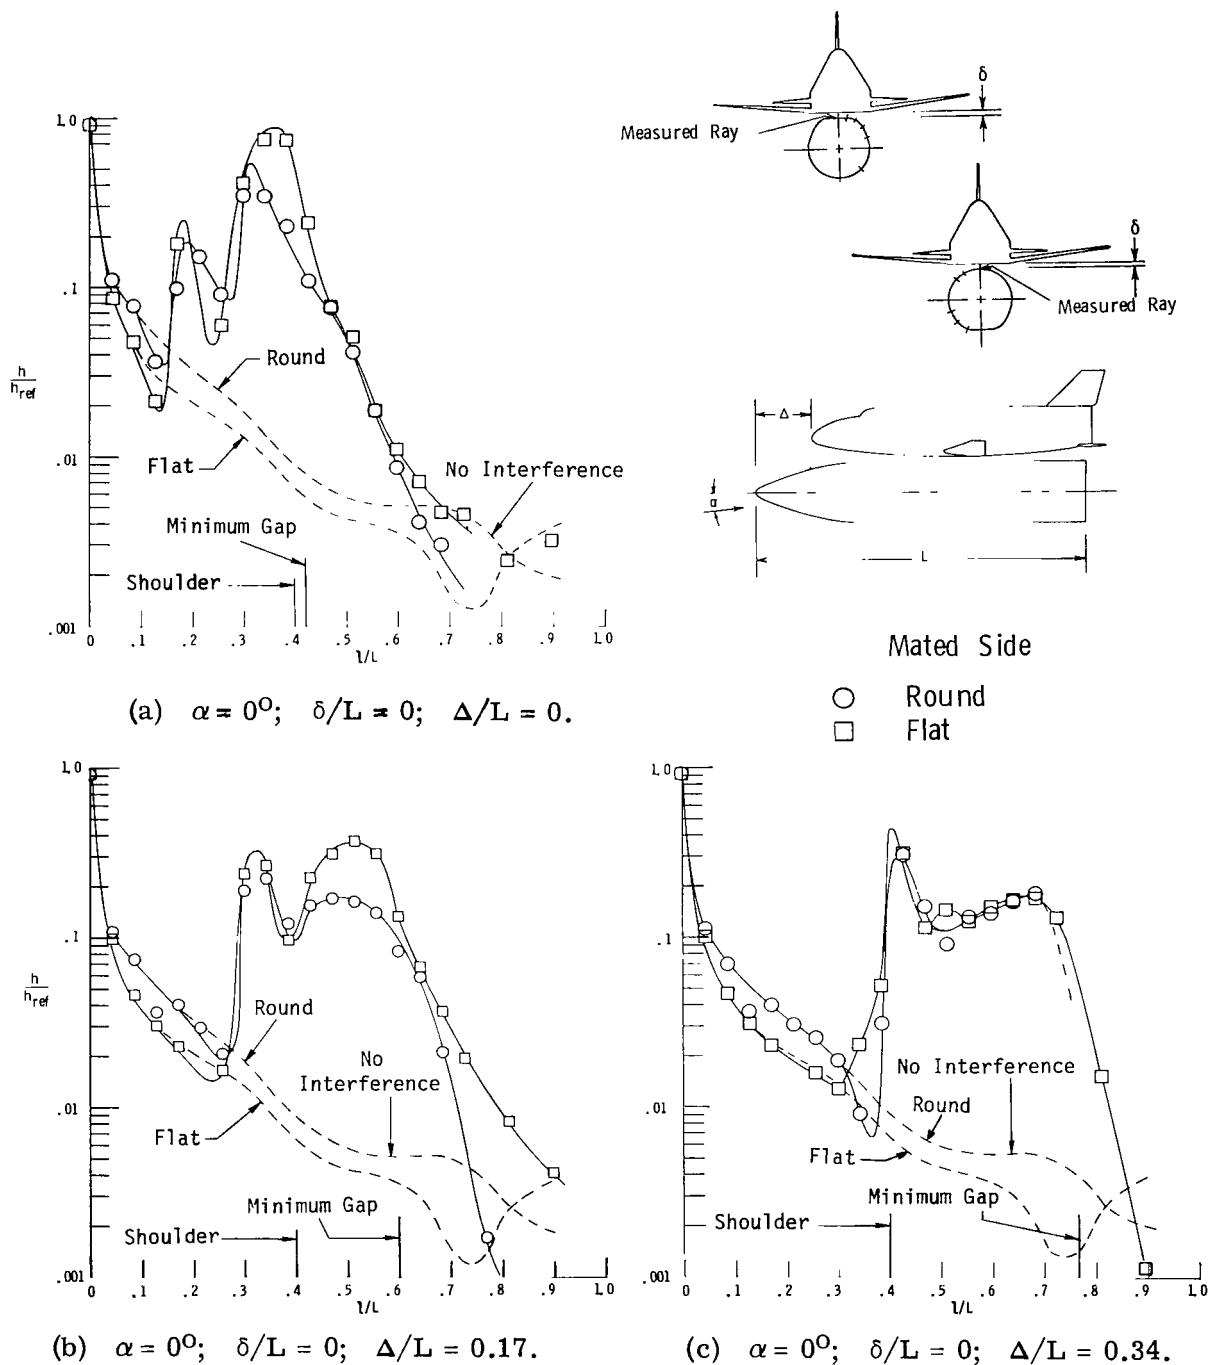 δ
Measured Ray
δ
Measured Ray
Δ
α
L
Mated Side
Round
Flat
1.0
.1
.01
.001
h
h_ref
Round
Flat
No Interference
Minimum Gap
Shoulder
0 .1 .2 .3 .4 .5 .6 .7 .8 .9 1.0
l/L
(a) α = 0°; δ/L = 0; Δ/L = 0.
1.0
.1
.01
.001
h
h_ref
Round
No
Interference
Flat
Minimum Gap
Shoulder
0 .1 .2 .3 .4 .5 .6 .7 .8 .9 1.0
l/L
(b) α = 0°; δ/L = 0; Δ/L = 0.17.
1.0
.1
.01
.001
No Interference
Round
Flat
Minimum Gap
Shoulder
0 .1 .2 .3 .4 .5 .6 .7 .8 .9 1.0
l/L
(c) α = 0°; δ/L = 0; Δ/L = 0.34.